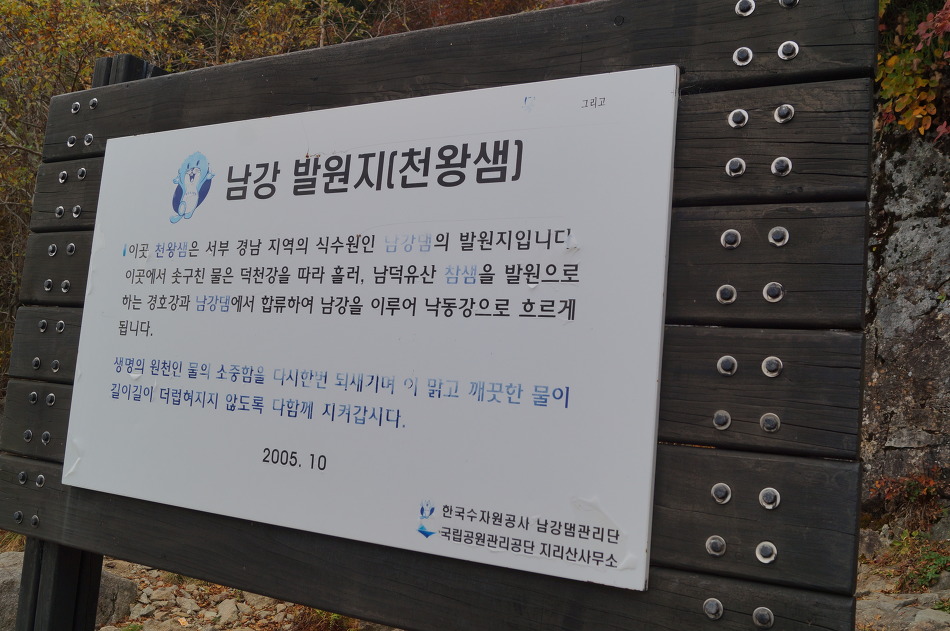 그리고
남강 발원지(천왕샘)
이곳 천왕샘은 서부 경남 지역의 식수원인 남강댐의 발원지입니다.
이곳에서 솟구친 물은 덕천강을 따라 흘러, 남덕유산 참샘을 발원으로
하는 경호강과 남강댐에서 합류하여 남강을 이루어 낙동강으로 흐르게
됩니다.
생명의 원천인 물의 소중함을 다시한번 되새기며 이 맑고 깨끗한 물이
길이길이 더럽혀지지 않도록 다함께 지켜갑시다.
2005. 10
한국수자원공사 남강댐관리단
국립공원관리공단 지리산사무소